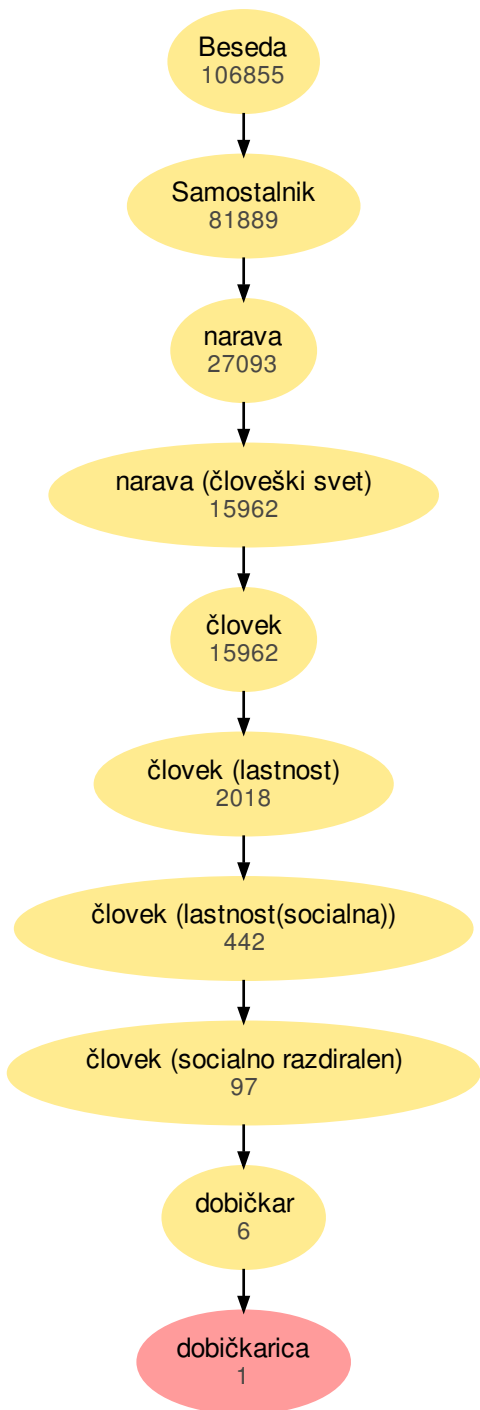 Beseda
106855
Samostalnik
81889
narava
27093
narava (človeški svet)
15962
človek
15962
človek (lastnost)
2018
človek (lastnost(socialna))
442
človek (socialno razdiralen)
97
dobičkar
6
dobičkarica
1